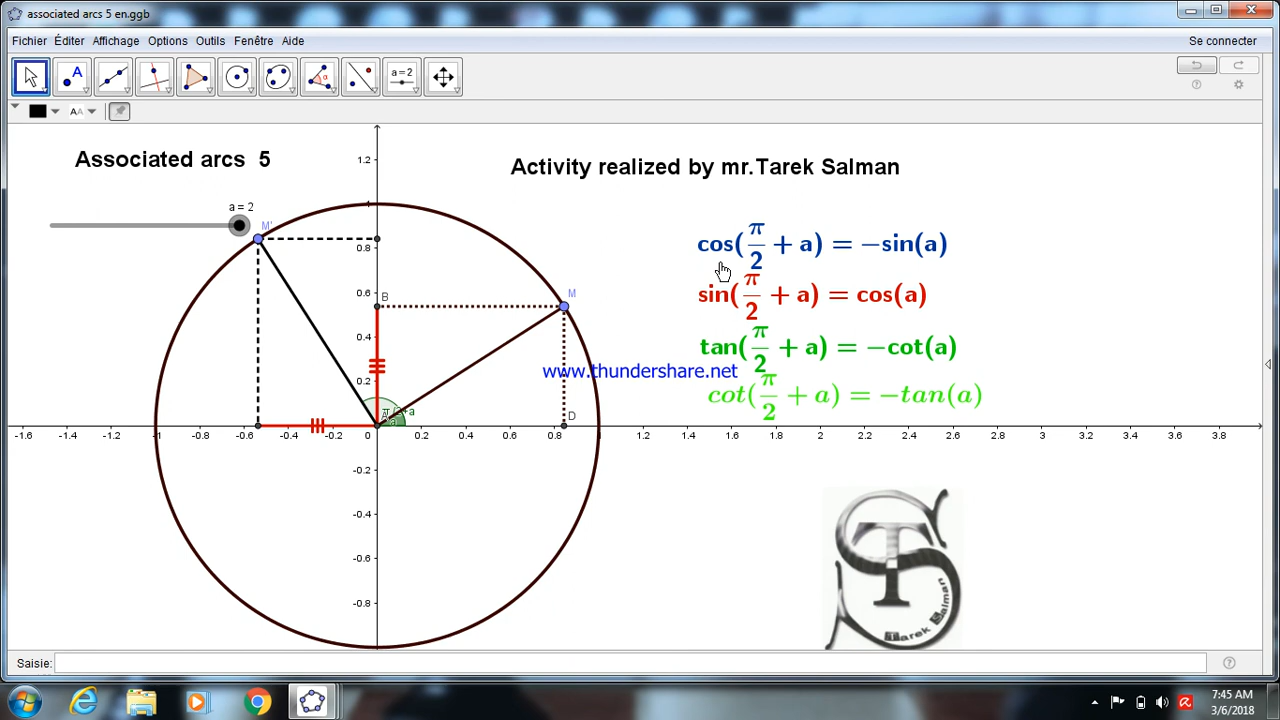 associated arcs 5 en.ggb
Fichier Éditer Affichage Options Outils Fenêtre Aide Se connecter
A a=2
AA
Associated arcs 5
Activity realized by mr.Tarek Salman
a = 2
M'
cos(π/2 + a) = −sin(a)
sin(π/2 + a) = cos(a)
tan(π/2 + a) = −cot(a)
cot(π/2 + a) = −tan(a)
www.thundershare.net
M
B
D
π/2+a
a
1.2
1
0.8
0.6
0.4
0.2
-1.6 -1.4 -1.2 -1 -0.8 -0.6 -0.4 -0.2 0 0.2 0.4 0.6 0.8 1 1.2 1.4 1.6 1.8 2 2.2 2.4 2.6 2.8 3 3.2 3.4 3.6 3.8
-0.2
-0.4
-0.6
-0.8
TS
Tarek Salman
Saisie:
7:45 AM
3/6/2018